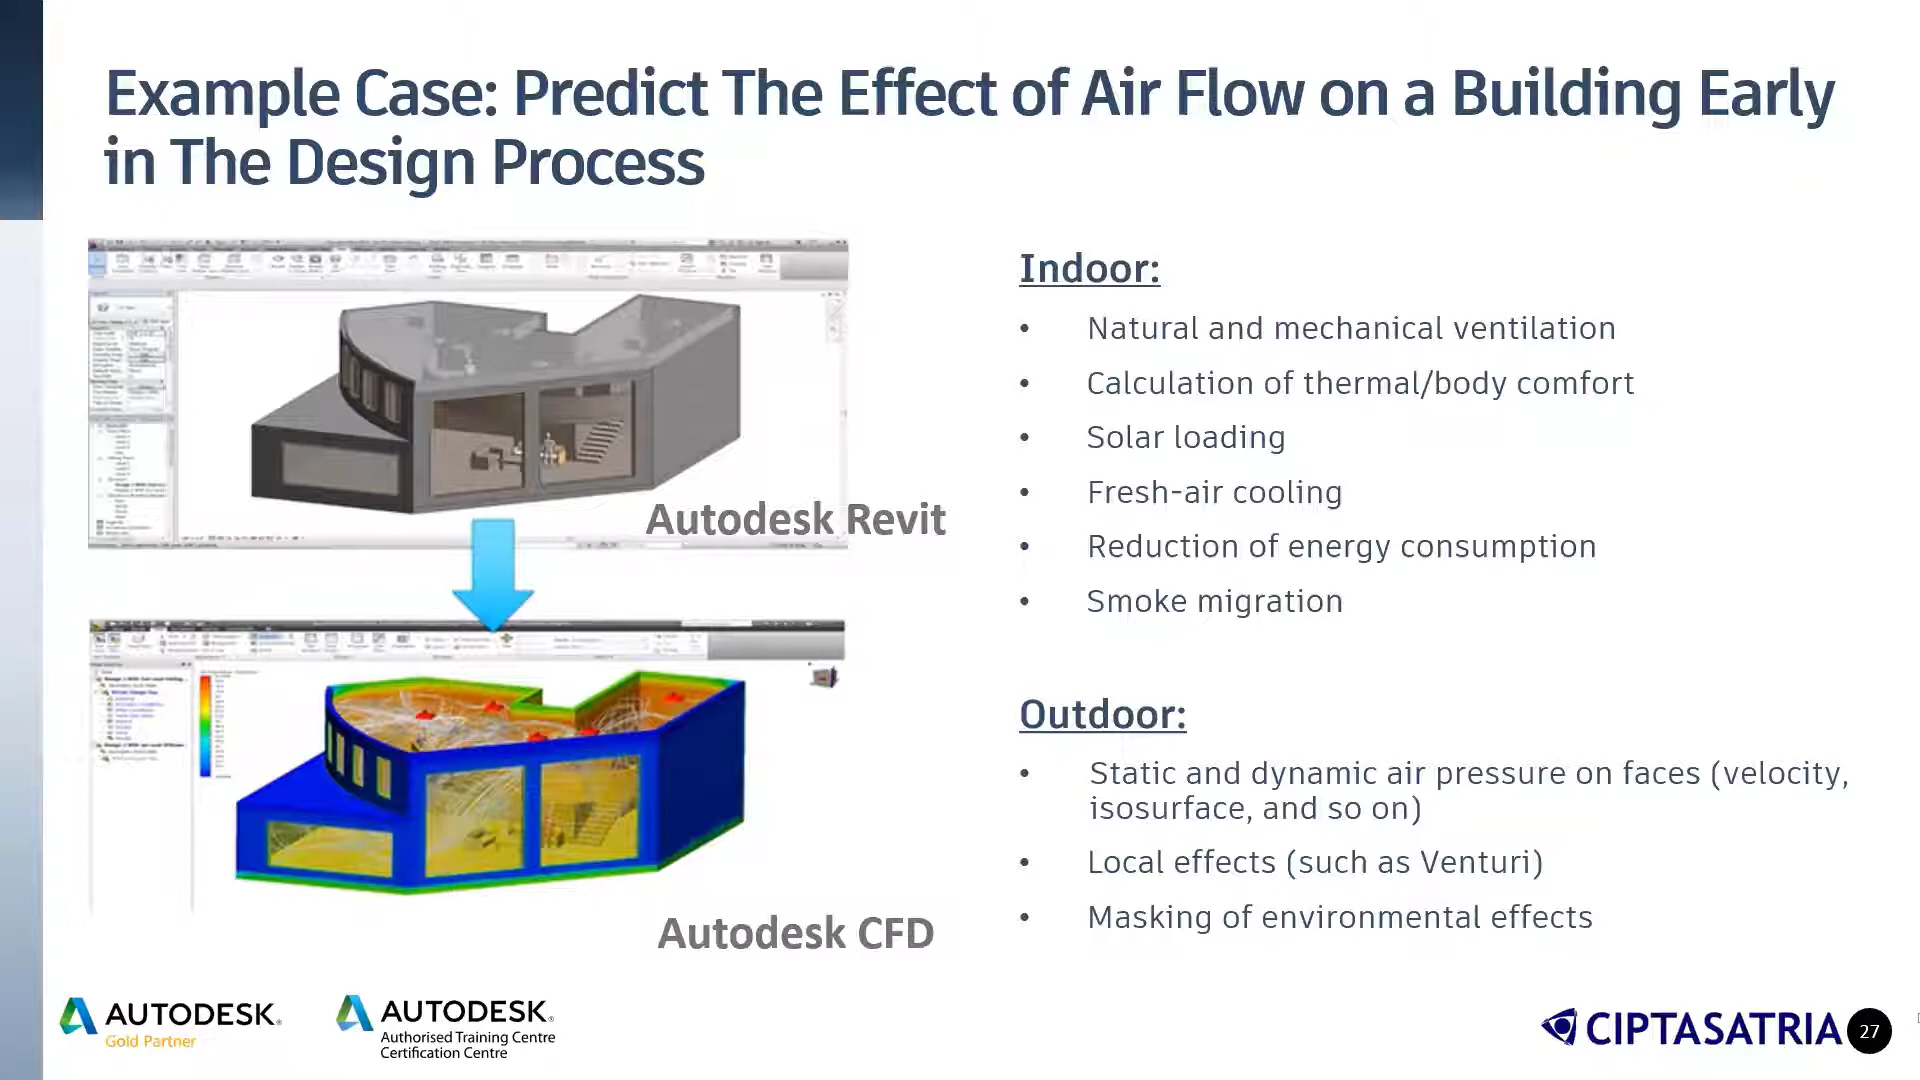 Example Case: Predict The Effect of Air Flow on a Building Early
in The Design Process
Autodesk Revit
Autodesk CFD
Indoor:
• Natural and mechanical ventilation
• Calculation of thermal/body comfort
• Solar loading
• Fresh-air cooling
• Reduction of energy consumption
• Smoke migration
Outdoor:
• Static and dynamic air pressure on faces (velocity,
isosurface, and so on)
• Local effects (such as Venturi)
• Masking of environmental effects
AUTODESK®
Gold Partner
AUTODESK®
Authorised Training Centre
Certification Centre
CIPTASATRIA
27